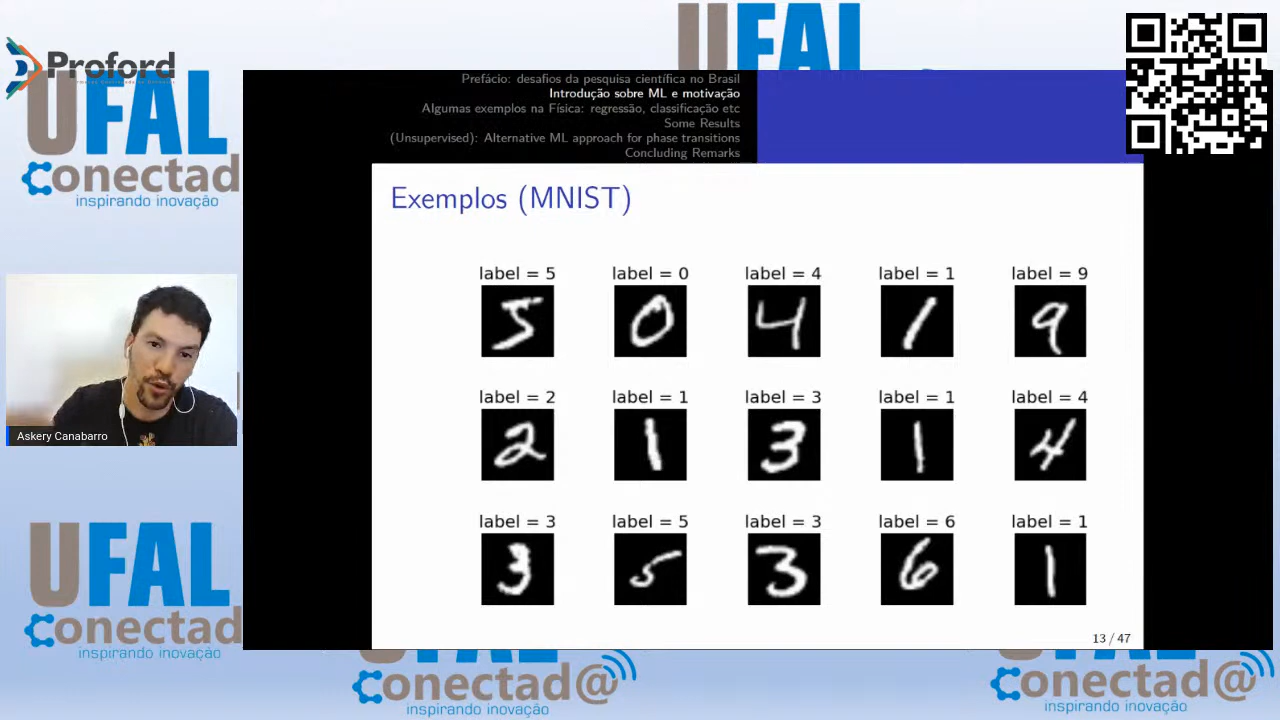 Proford
UFAL
conectad
inspirando inovação
UFAL
Prefácio: desafios da pesquisa científica no Brasil
Introdução sobre ML e motivação
Algumas exemplos na Física: regressão, classificação etc
Some Results
(Unsupervised): Alternative ML approach for phase transitions
Concluding Remarks
Exemplos (MNIST)
label = 5 label = 0 label = 4 label = 1 label = 9
5 0 4 1 9
label = 2 label = 1 label = 3 label = 1 label = 4
2 1 3 1 4
label = 3 label = 5 label = 3 label = 6 label = 1
3 5 3 6 1
13 / 47
Askery Canabarro
UFAL
conectad
inspirando inovação
conectad@
inspirando inovação
conectad@
inspirando inovação